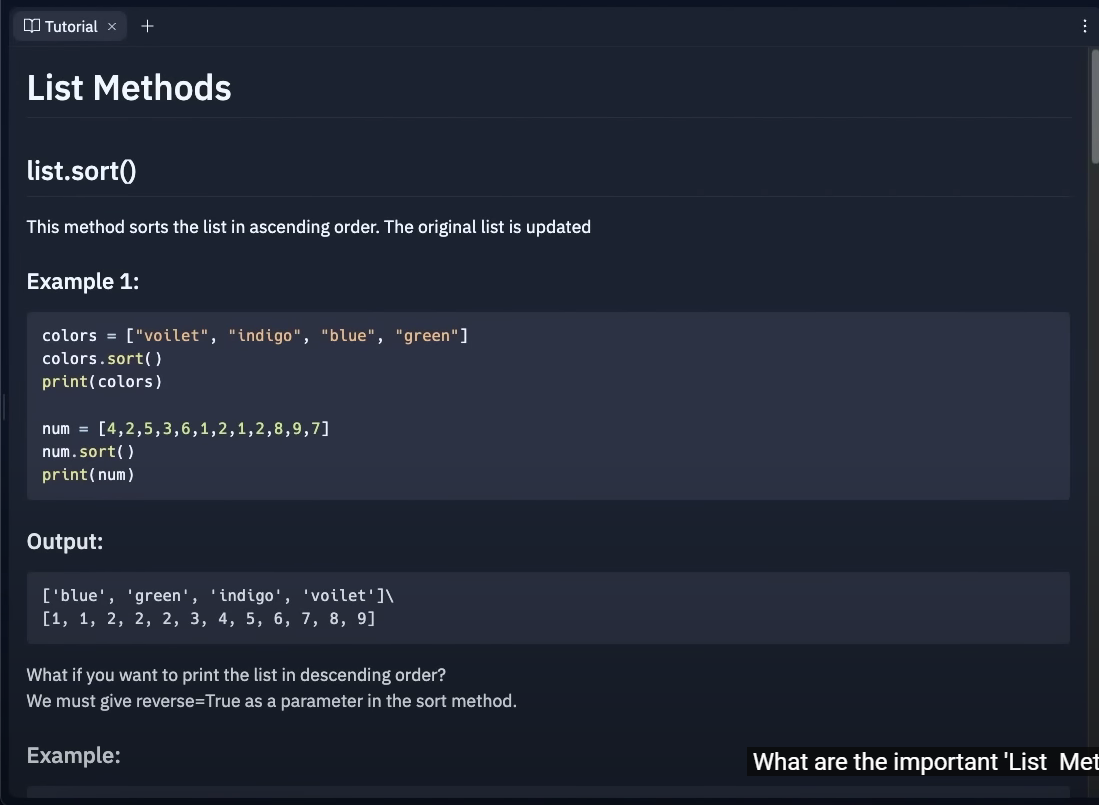 Tutorial
List Methods
list.sort()
This method sorts the list in ascending order. The original list is updated
Example 1:
colors = ["voilet", "indigo", "blue", "green"]
colors.sort()
print(colors)
num = [4,2,5,3,6,1,2,1,2,8,9,7]
num.sort()
print(num)
Output:
['blue', 'green', 'indigo', 'voilet']\
[1, 1, 2, 2, 2, 3, 4, 5, 6, 7, 8, 9]
What if you want to print the list in descending order?
We must give reverse=True as a parameter in the sort method.
Example:
What are the important 'List Met